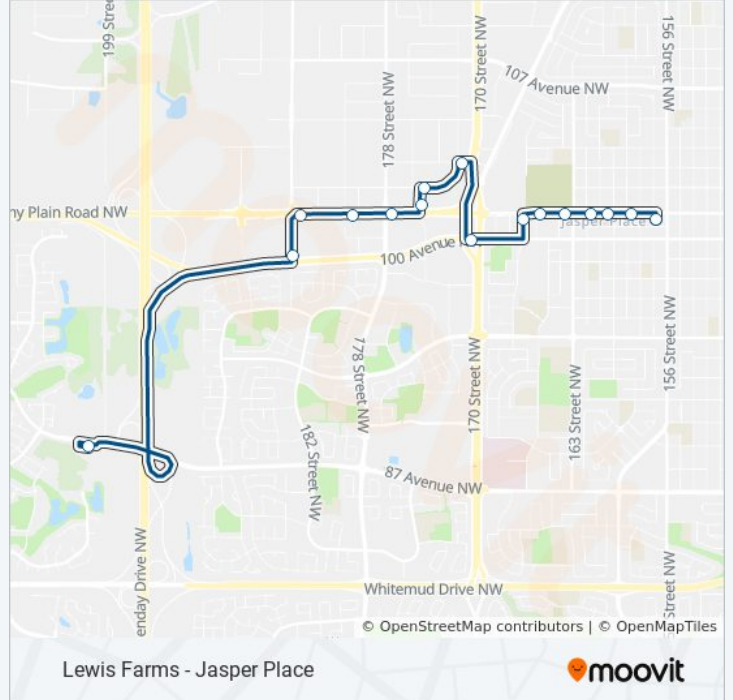 199 Stree
170 Street NW
156 Street NW
107 Avenue NW
178 Street NW
ny Plain Road NW
Jasper Place
100 Avenue
156 Street NW
178 Street NW
170 Street NW
163 Street NW
182 Street NW
87 Avenue NW
enday Drive NW
Street NW
Whitemud Drive NW
© OpenStreetMap contributors | © OpenMapTiles
Lewis Farms - Jasper Place
moovit